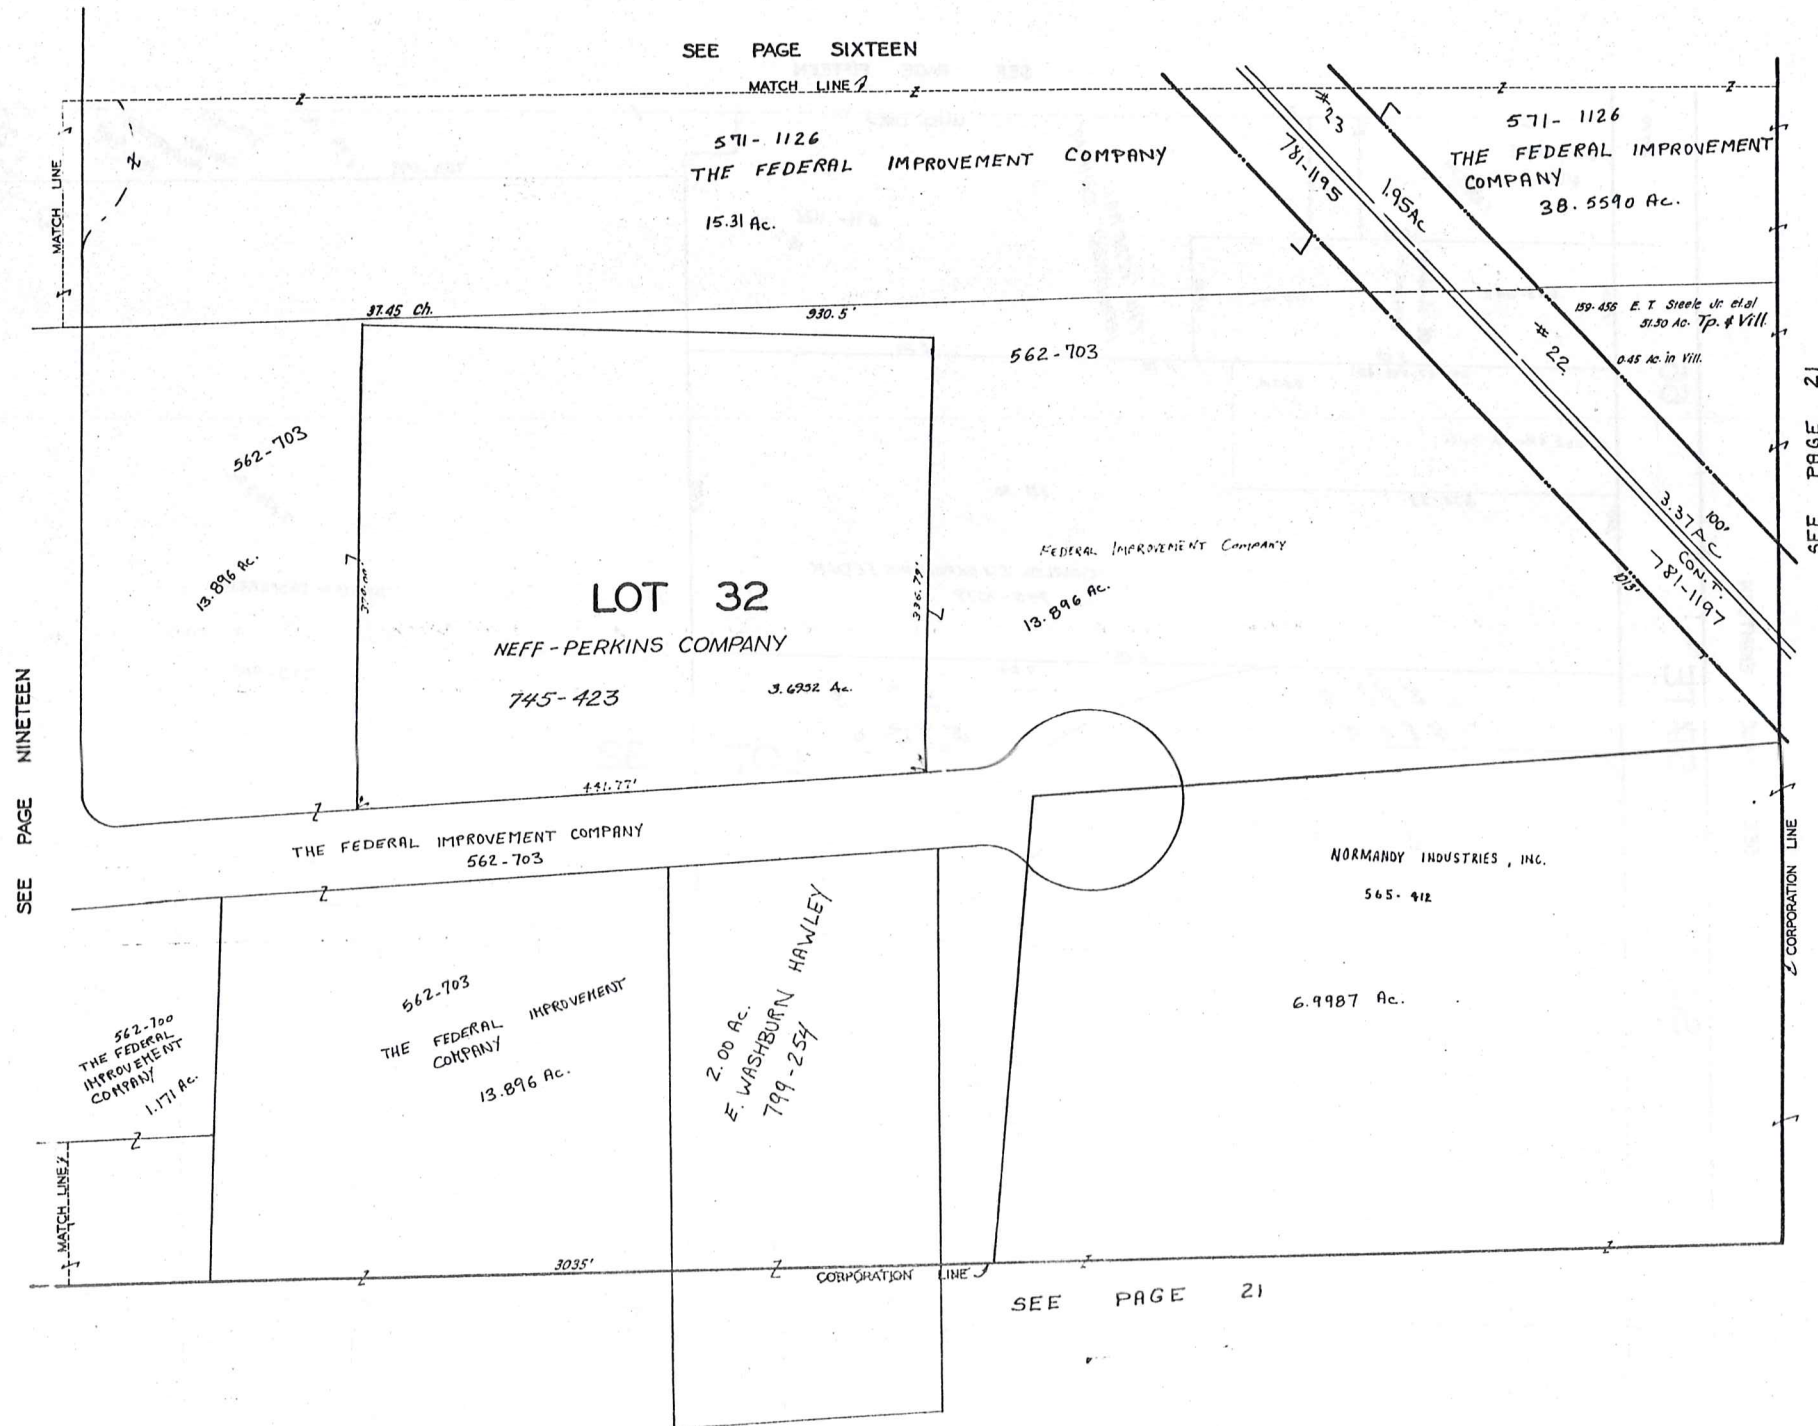 SEE PAGE SIXTEEN
MATCH LINE
571-1126
THE FEDERAL IMPROVEMENT COMPANY
15.31 Ac.
#23
781-1195
1.95 Ac
571-1126
THE FEDERAL IMPROVEMENT
COMPANY
38.5590 Ac.
MATCH LINE
37.45 Ch.
930.5'
159-456 E. T. Steele Jr. et al
51.50 Ac. Tp. & Vill.
0.45 Ac. in Vill.
#22
SEE PAGE 21
562-703
562-703
13.896 Ac.
LOT 32
NEFF-PERKINS COMPANY
745-423
336.79'
441.77'
FEDERAL IMPROVEMENT COMPANY
13.896 Ac.
100'
3.37 AC
CON.T.
781-1197
SEE PAGE NINETEEN
THE FEDERAL IMPROVEMENT COMPANY
562-703
NORMANDY INDUSTRIES, INC.
565-412
6.9987 Ac.
CORPORATION LINE
562-700
THE FEDERAL
IMPROVEMENT
COMPANY
1.171 Ac.
562-703
THE FEDERAL IMPROVEMENT
COMPANY
13.896 Ac.
2.00 Ac.
E. WASHBURN HAWLEY
799-254
MATCH LINE
3035'
CORPORATION LINE
SEE PAGE 21